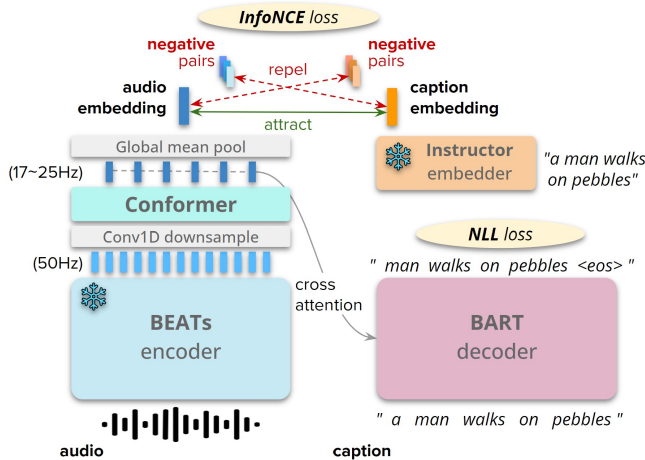 InfoNCE loss
negative
pairs
negative
pairs
repel
audio
embedding
caption
embedding
attract
Global mean pool
(17~25Hz)
Conformer
Conv1D downsample
(50Hz)
BEATs
encoder
Instructor
embedder
"a man walks
on pebbles"
NLL loss
" man walks on pebbles <eos> "
cross
attention
BART
decoder
" a man walks on pebbles "
audio
caption